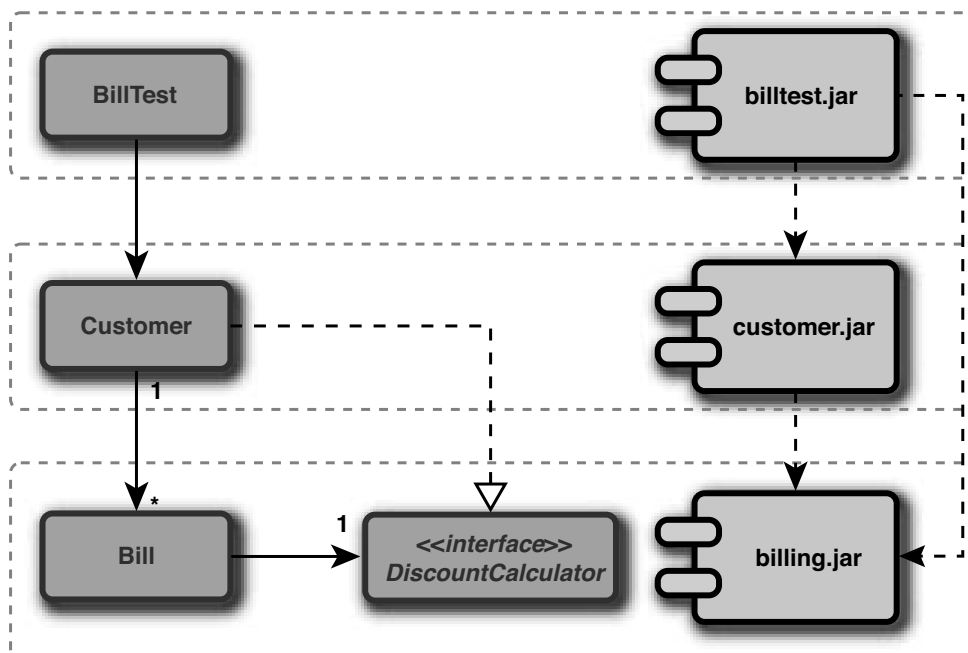 BillTest
billtest.jar
Customer
customer.jar
1
*
Bill
1
<<interface>>
DiscountCalculator
billing.jar